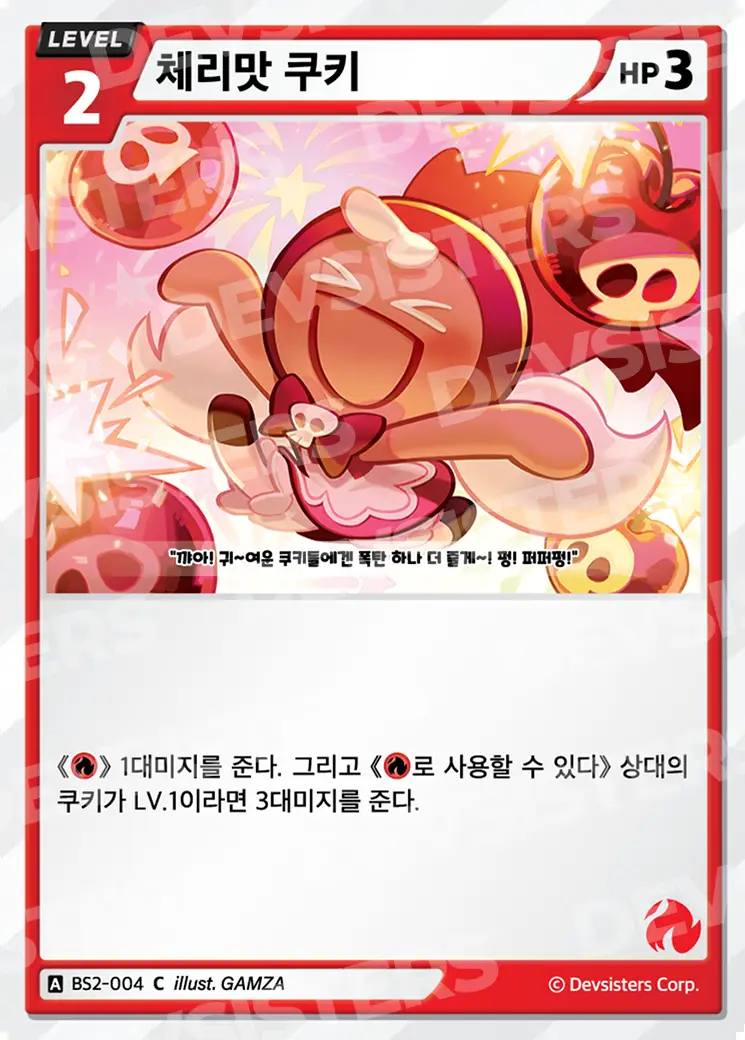 LEVEL
2
체리맛 쿠키
HP 3
"꺄아! 귀~여운 쿠키들에겐 폭탄 하나 더 줄게~! 펑! 퍼퍼펑!"
《》 1대미지를 준다. 그리고 《로 사용할 수 있다》 상대의
쿠키가 LV.1이라면 3대미지를 준다.
A BS2-004 C illust. GAMZA
© Devsisters Corp.
DEVSISTERS